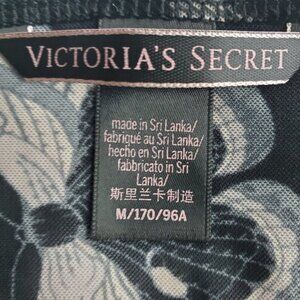 VICTORIA'S SECRET
made in Sri Lanka/
fabriqué au Sri Lanka/
hecho en Sri Lanka/
fabbricato in Sri
Lanka/
斯里兰卡制造
M/170/96A